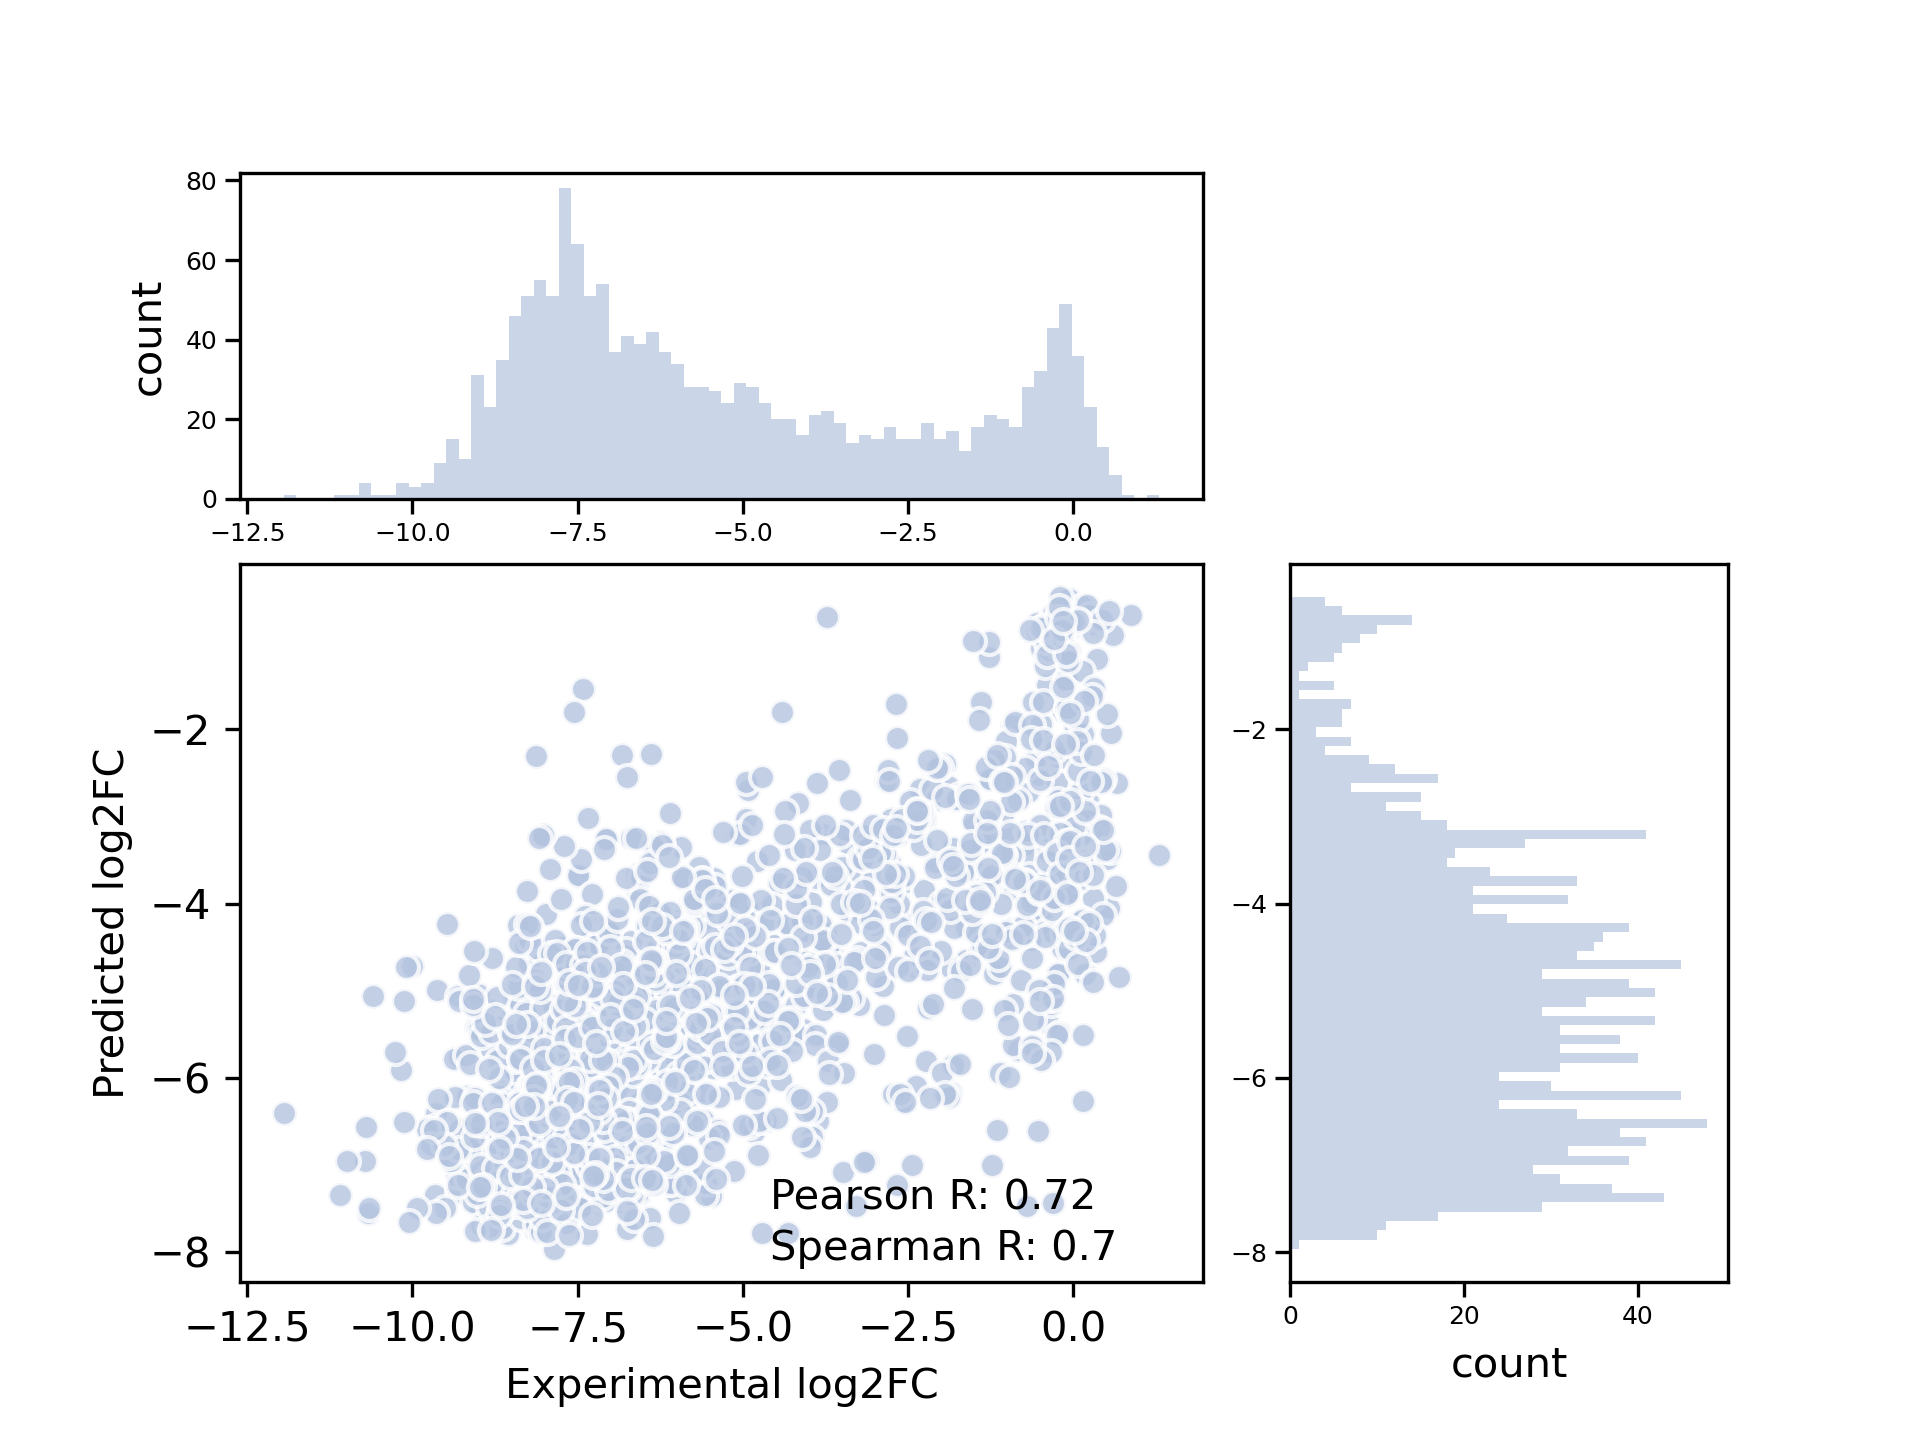 80
60
40
20
0
count
−12.5 −10.0 −7.5 −5.0 −2.5 0.0
−2
−4
−6
−8
Predicted log2FC
Pearson R: 0.72
Spearman R: 0.7
−12.5 −10.0 −7.5 −5.0 −2.5 0.0
Experimental log2FC
−2
−4
−6
−8
0 20 40
count